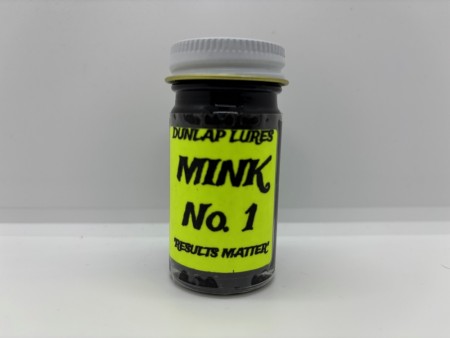 DUNLAP LURES
MINK
No. 1
"RESULTS MATTER"